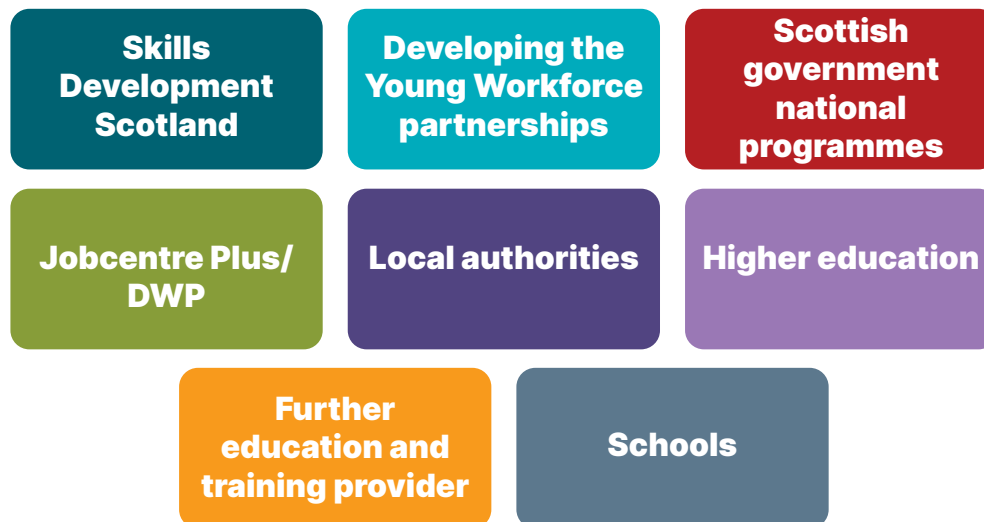 Skills
Development
Scotland
Developing the
Young Workforce
partnerships
Scottish
government
national
programmes
Jobcentre Plus/
DWP
Local authorities
Higher education
Further
education and
training provider
Schools